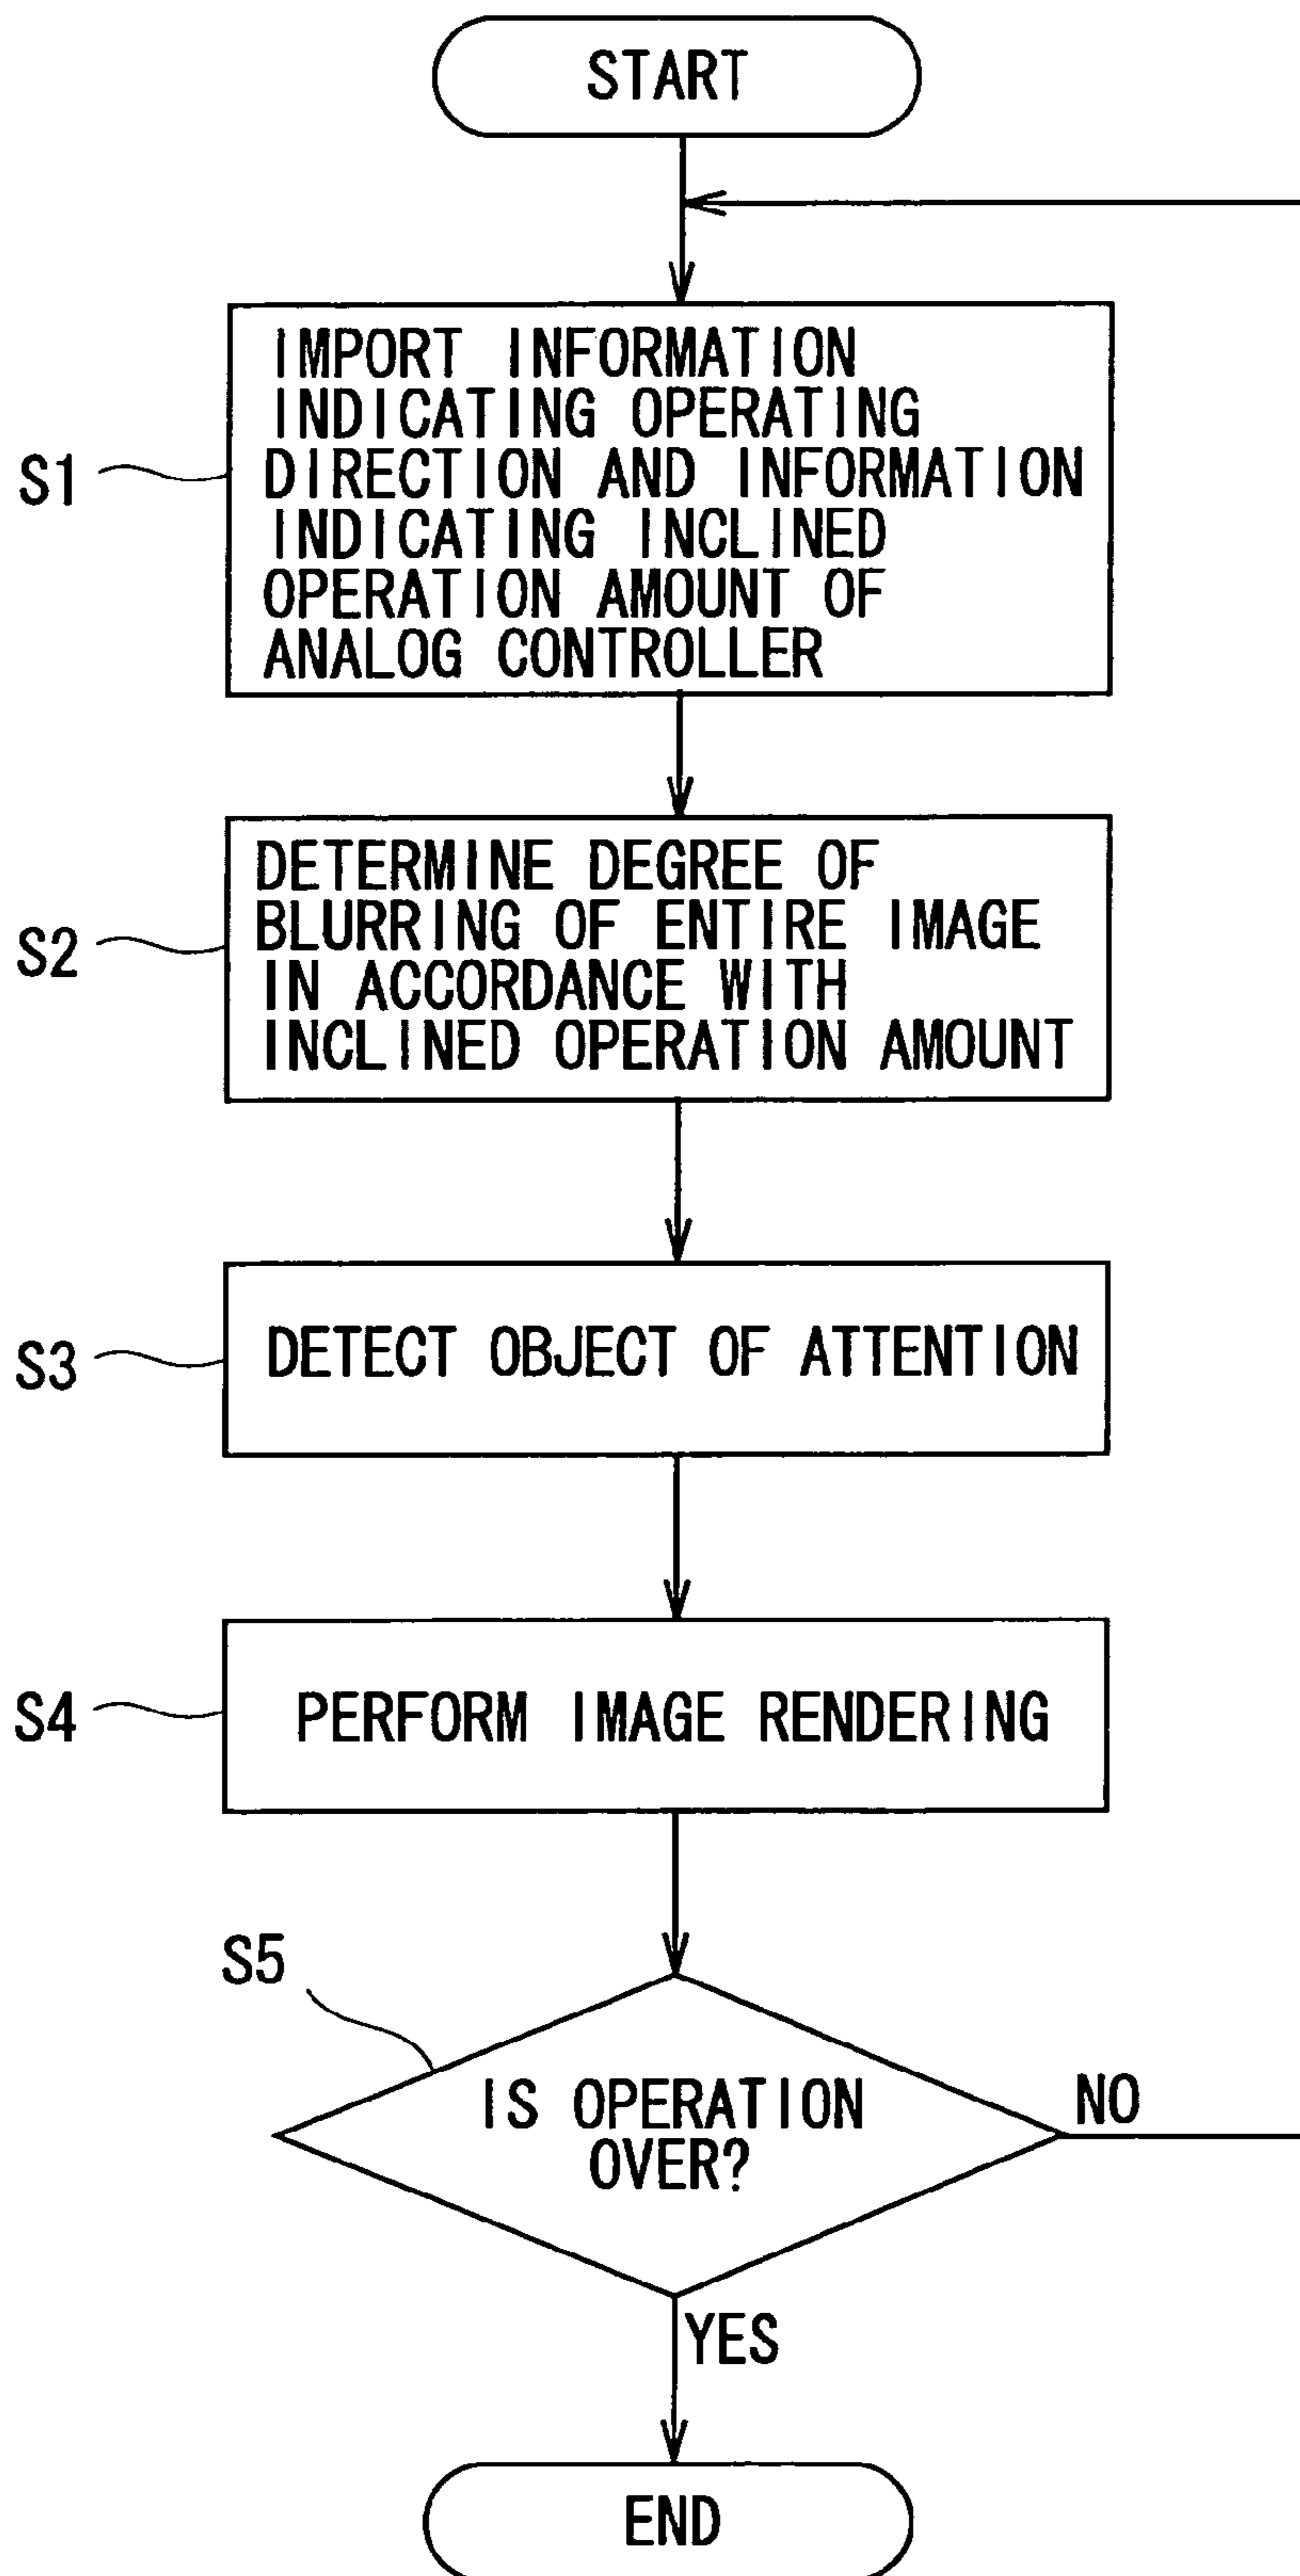 START
IMPORT INFORMATION
INDICATING OPERATING
DIRECTION AND INFORMATION
INDICATING INCLINED
OPERATION AMOUNT OF
ANALOG CONTROLLER
S1
DETERMINE DEGREE OF
BLURRING OF ENTIRE IMAGE
IN ACCORDANCE WITH
INCLINED OPERATION AMOUNT
S2
DETECT OBJECT OF ATTENTION
S3
PERFORM IMAGE RENDERING
S4
S5
IS OPERATION
OVER?
NO
YES
END